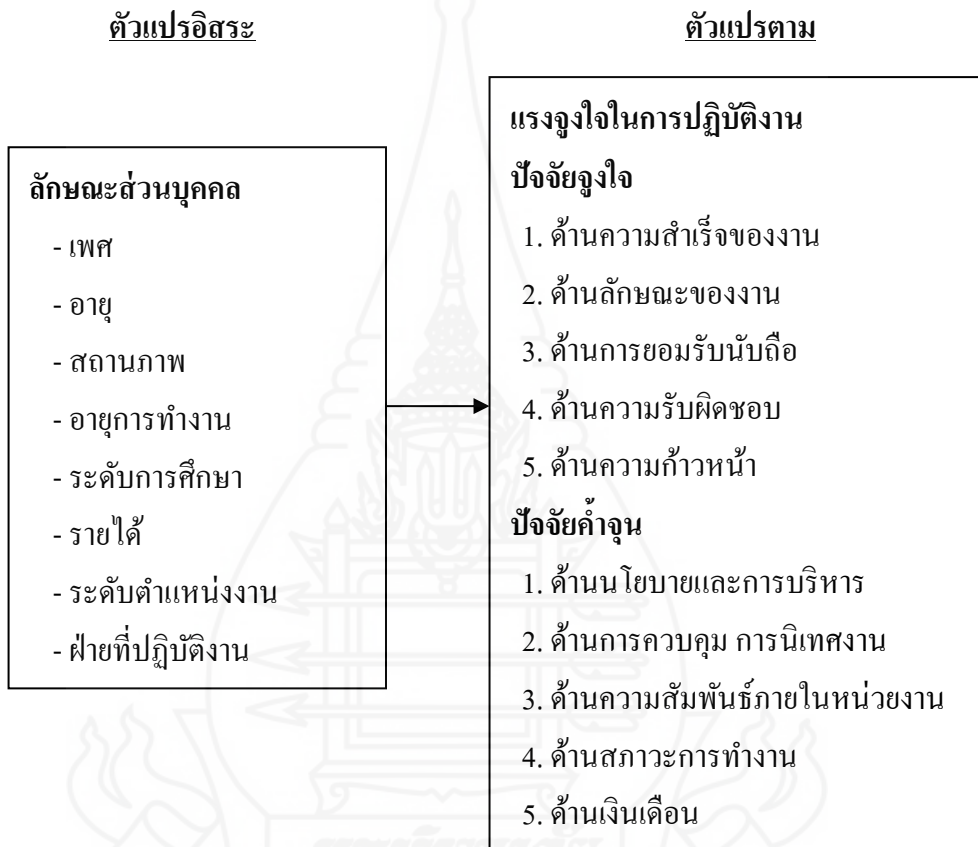 ตัวแปรอิสระ
ตัวแปรตาม
ลักษณะส่วนบุคคล
- เพศ
- อายุ
- สถานภาพ
- อายุการทำงาน
- ระดับการศึกษา
- รายได้
- ระดับตำแหน่งงาน
- ฝ่ายที่ปฏิบัติงาน
แรงจูงใจในการปฏิบัติงาน
ปัจจัยจูงใจ
1. ด้านความสำเร็จของงาน
2. ด้านลักษณะของงาน
3. ด้านการยอมรับนับถือ
4. ด้านความรับผิดชอบ
5. ด้านความก้าวหน้า
ปัจจัยค้ำจุน
1. ด้านนโยบายและการบริหาร
2. ด้านการควบคุม การนิเทศงาน
3. ด้านความสัมพันธ์ภายในหน่วยงาน
4. ด้านสภาวะการทำงาน
5. ด้านเงินเดือน